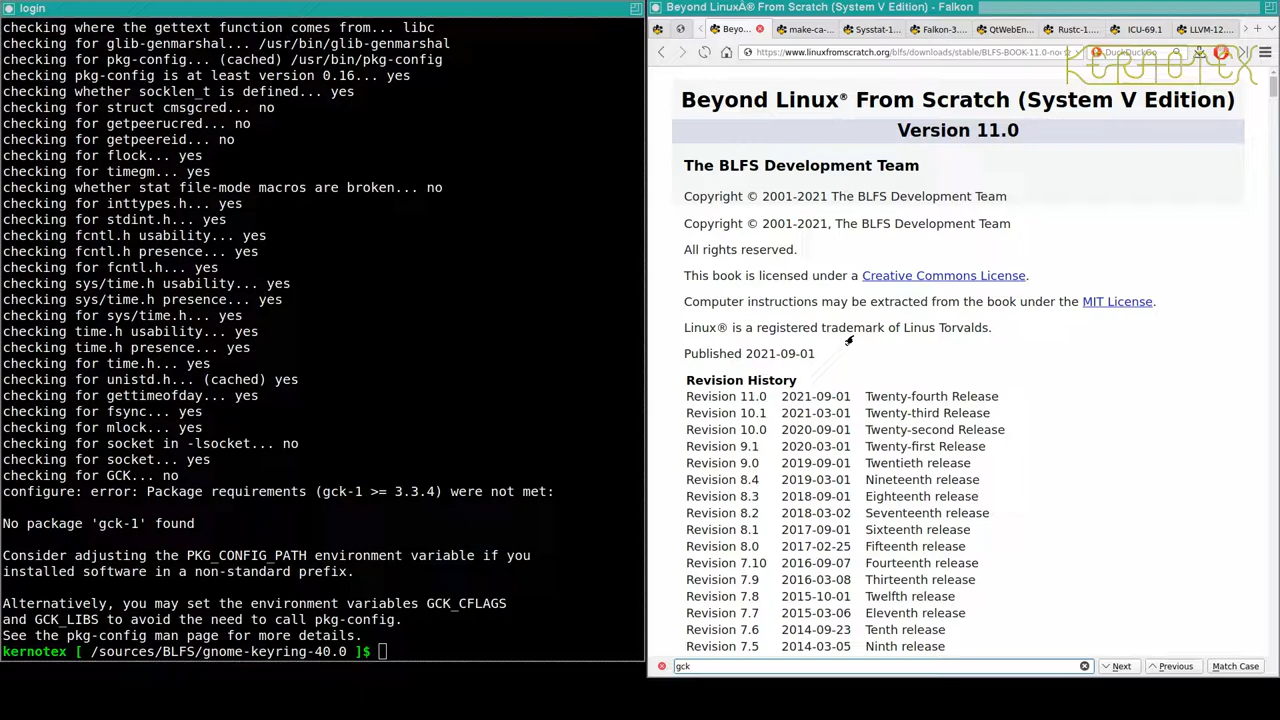 login
checking where the gettext function comes from... libc
checking for glib-genmarshal... /usr/bin/glib-genmarshal
checking for pkg-config... (cached) /usr/bin/pkg-config
checking pkg-config is at least version 0.16... yes
checking whether socklen_t is defined... yes
checking for struct cmsgcred... no
checking for getpeerucred... no
checking for getpeereid... no
checking for flock... yes
checking for timegm... yes
checking whether stat file-mode macros are broken... no
checking for inttypes.h... yes
checking for stdint.h... yes
checking fcntl.h usability... yes
checking fcntl.h presence... yes
checking for fcntl.h... yes
checking sys/time.h usability... yes
checking sys/time.h presence... yes
checking for sys/time.h... yes
checking time.h usability... yes
checking time.h presence... yes
checking for time.h... yes
checking for unistd.h... (cached) yes
checking for gettimeofday... yes
checking for fsync... yes
checking for mlock... yes
checking for socket in -lsocket... no
checking for socket... yes
checking for GCK... no
configure: error: Package requirements (gck-1 >= 3.3.4) were not met:
No package 'gck-1' found
Consider adjusting the PKG_CONFIG_PATH environment variable if you
installed software in a non-standard prefix.
Alternatively, you may set the environment variables GCK_CFLAGS
and GCK_LIBS to avoid the need to call pkg-config.
See the pkg-config man page for more details.
kernotex [ /sources/BLFS/gnome-keyring-40.0 ]$
Beyond LinuxÂ® From Scratch (System V Edition) - Falkon
Beyo... make-ca-... Sysstat-1... Falkon-3.... QtWebEn... Rustc-1.... ICU-69.1 LLVM-12....
https://www.linuxfromscratch.org/blfs/downloads/stable/BLFS-BOOK-11.0-noc DuckDuckGo
KERNOTEX
Beyond Linux® From Scratch (System V Edition)
Version 11.0
The BLFS Development Team
Copyright © 2001-2021 The BLFS Development Team
Copyright © 2001-2021, The BLFS Development Team
All rights reserved.
This book is licensed under a Creative Commons License.
Computer instructions may be extracted from the book under the MIT License.
Linux® is a registered trademark of Linus Torvalds.
Published 2021-09-01
Revision History
Revision 11.0 2021-09-01 Twenty-fourth Release
Revision 10.1 2021-03-01 Twenty-third Release
Revision 10.0 2020-09-01 Twenty-second Release
Revision 9.1 2020-03-01 Twenty-first Release
Revision 9.0 2019-09-01 Twentieth release
Revision 8.4 2019-03-01 Nineteenth release
Revision 8.3 2018-09-01 Eighteenth release
Revision 8.2 2018-03-02 Seventeenth release
Revision 8.1 2017-09-01 Sixteenth release
Revision 8.0 2017-02-25 Fifteenth release
Revision 7.10 2016-09-07 Fourteenth release
Revision 7.9 2016-03-08 Thirteenth release
Revision 7.8 2015-10-01 Twelfth release
Revision 7.7 2015-03-06 Eleventh release
Revision 7.6 2014-09-23 Tenth release
Revision 7.5 2014-03-05 Ninth release
gck Next Previous Match Case